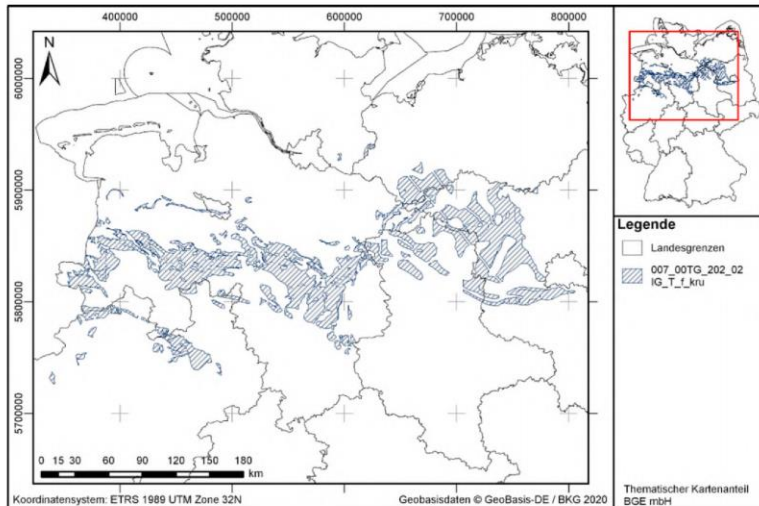 400000 500000 600000 700000 800000
N
6000000
5900000
5800000
5700000
0 15 30 60 90 120 150 180
km
Koordinatensystem: ETRS 1989 UTM Zone 32N
Geobasisdaten © GeoBasis-DE / BKG 2020
Legende
Landesgrenzen
007_00TG_202_02
IG_T_f_kru
Thematischer Kartenanteil
BGE mbH